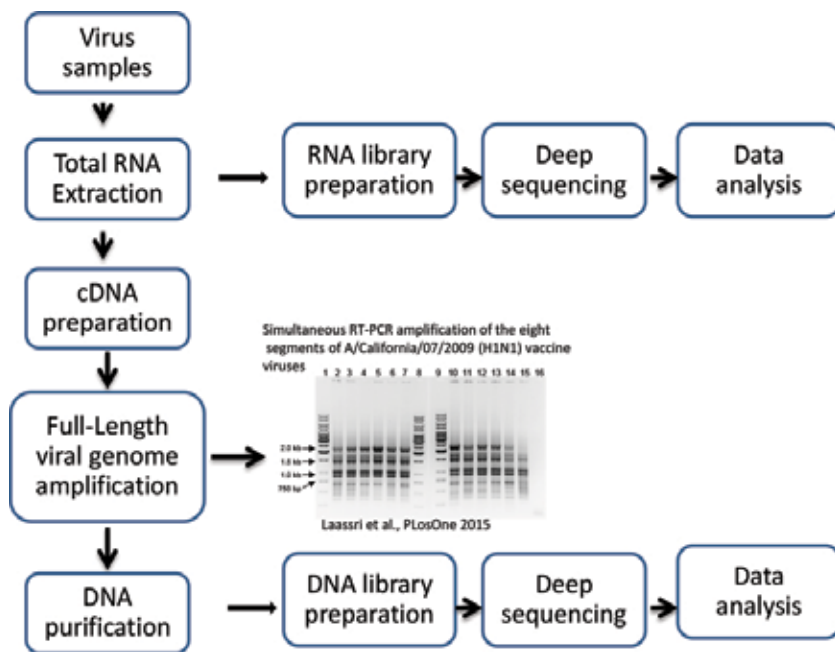 Virus
samples
Total RNA
Extraction
RNA library
preparation
Deep
sequencing
Data
analysis
cDNA
preparation
Simultaneous RT-PCR amplification of the eight
segments of A/California/07/2009 (H1N1) vaccine
viruses
1 2 3 4 5 6 7 8 9 10 11 12 13 14 15 16
Full-Length
viral genome
amplification
2.0 kb
1.5 kb
1.0 kb
750 bp
Laassri et al., PLosOne 2015
DNA
purification
DNA library
preparation
Deep
sequencing
Data
analysis